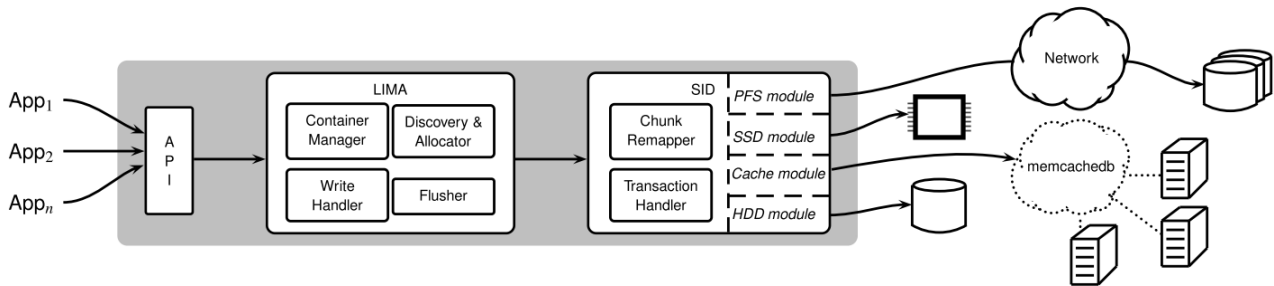 App1
App2
Appn
A
P
I
LIMA
Container
Manager
Discovery &
Allocator
Write
Handler
Flusher
SID
Chunk
Remapper
Transaction
Handler
PFS module
SSD module
Cache module
HDD module
Network
memcachedb